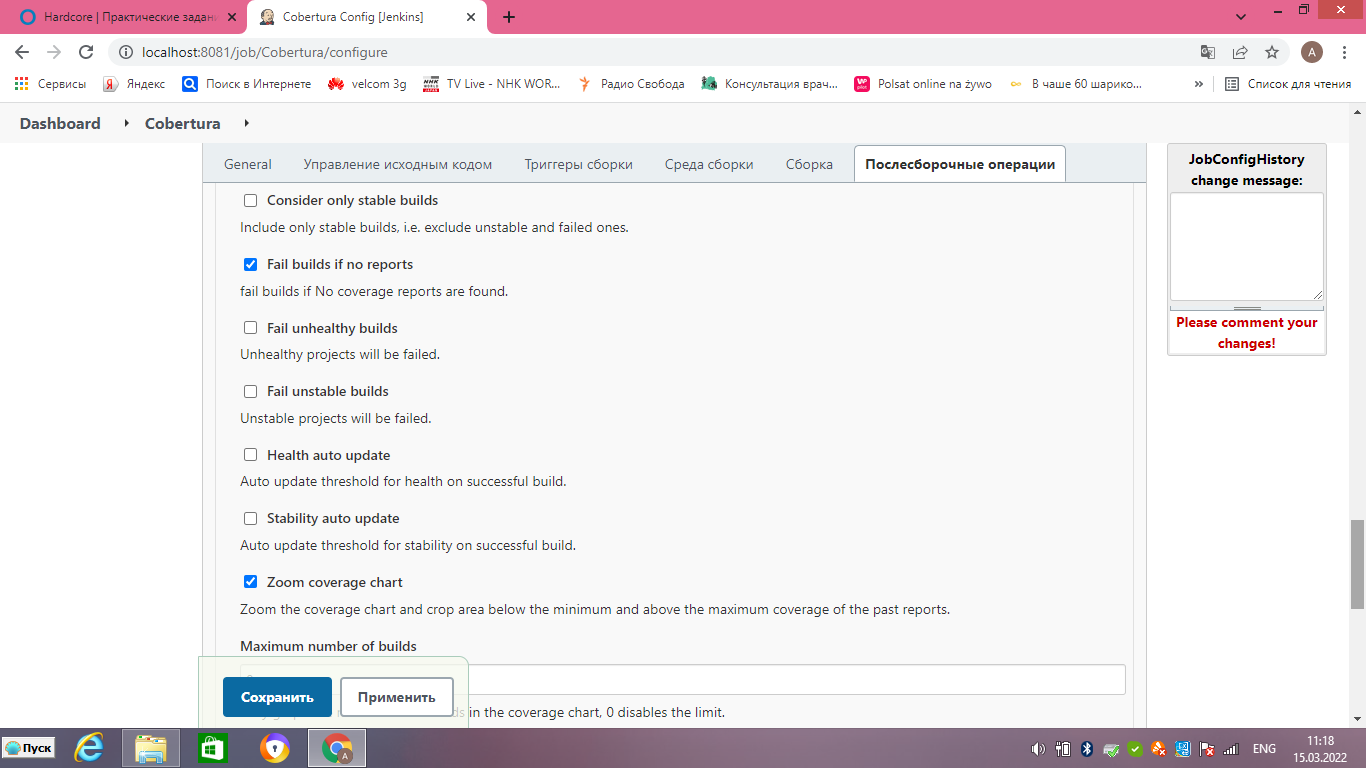 Hardcore | Практические задани
Cobertura Config [Jenkins]
localhost:8081/job/Cobertura/configure
A
Сервисы
Яндекс
Поиск в Интернете
velcom 3g
TV Live - NHK WOR...
Радио Свобода
Консультация врач...
Polsat online na żywo
В чаше 60 шарико...
»
Список для чтения
Dashboard
Cobertura
General
Управление исходным кодом
Триггеры сборки
Среда сборки
Сборка
Послесборочные операции
JobConfigHistory
change message:
Please comment your
changes!
Consider only stable builds
Include only stable builds, i.e. exclude unstable and failed ones.
Fail builds if no reports
fail builds if No coverage reports are found.
Fail unhealthy builds
Unhealthy projects will be failed.
Fail unstable builds
Unstable projects will be failed.
Health auto update
Auto update threshold for health on successful build.
Stability auto update
Auto update threshold for stability on successful build.
Zoom coverage chart
Zoom the coverage chart and crop area below the minimum and above the maximum coverage of the past reports.
Maximum number of builds
Сохранить
Применить
in the coverage chart, 0 disables the limit.
Пуск
ENG
11:18
15.03.2022